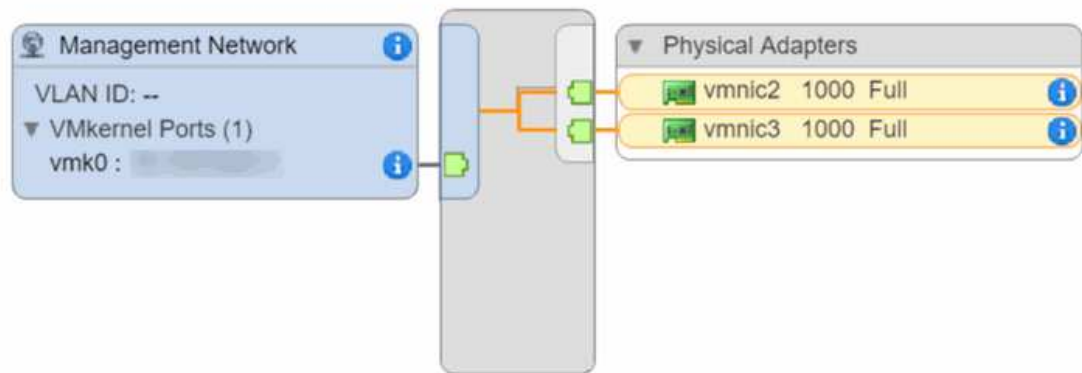 Management Network
VLAN ID: --
VMkernel Ports (1)
vmk0 :
Physical Adapters
vmnic2 1000 Full
vmnic3 1000 Full